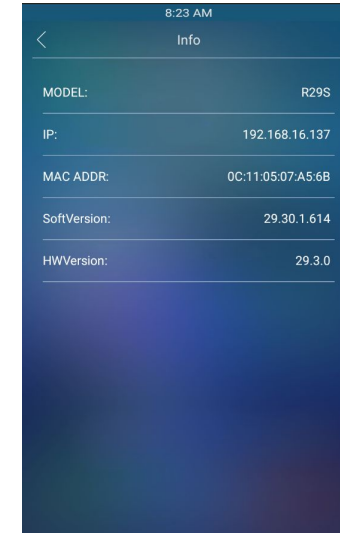 8:23 AM
Info
MODEL: R29S
IP: 192.168.16.137
MAC ADDR: 0C:11:05:07:A5:6B
SoftVersion: 29.30.1.614
HWVersion: 29.3.0